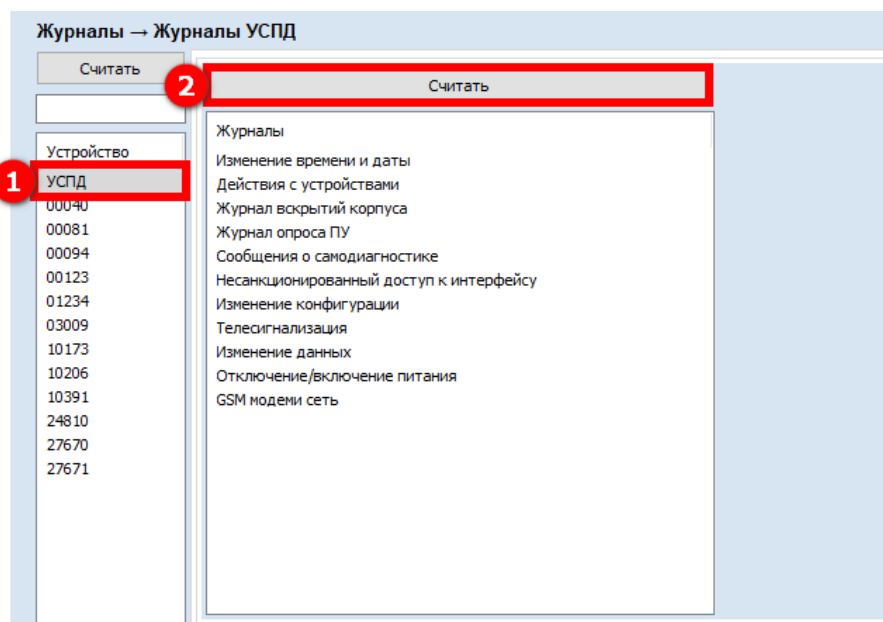 Журналы → Журналы УСПД
Считать
2
Считать
Устройство
1
УСПД
00040
00081
00094
00123
01234
03009
10173
10206
10391
24810
27670
27671
Журналы
Изменение времени и даты
Действия с устройствами
Журнал вскрытий корпуса
Журнал опроса ПУ
Сообщения о самодиагностике
Несанкционированный доступ к интерфейсу
Изменение конфигурации
Телесигнализация
Изменение данных
Отключение/включение питания
GSM модеми сеть